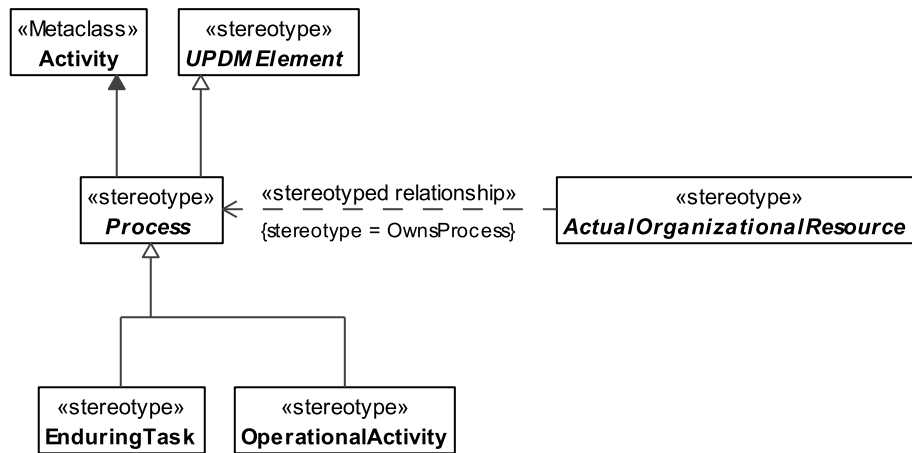 «Metaclass»
Activity
«stereotype»
UPDMElement
«stereotype»
Process
«stereotyped relationship»
{stereotype = OwnsProcess}
«stereotype»
ActualOrganizationalResource
«stereotype»
EnduringTask
«stereotype»
OperationalActivity